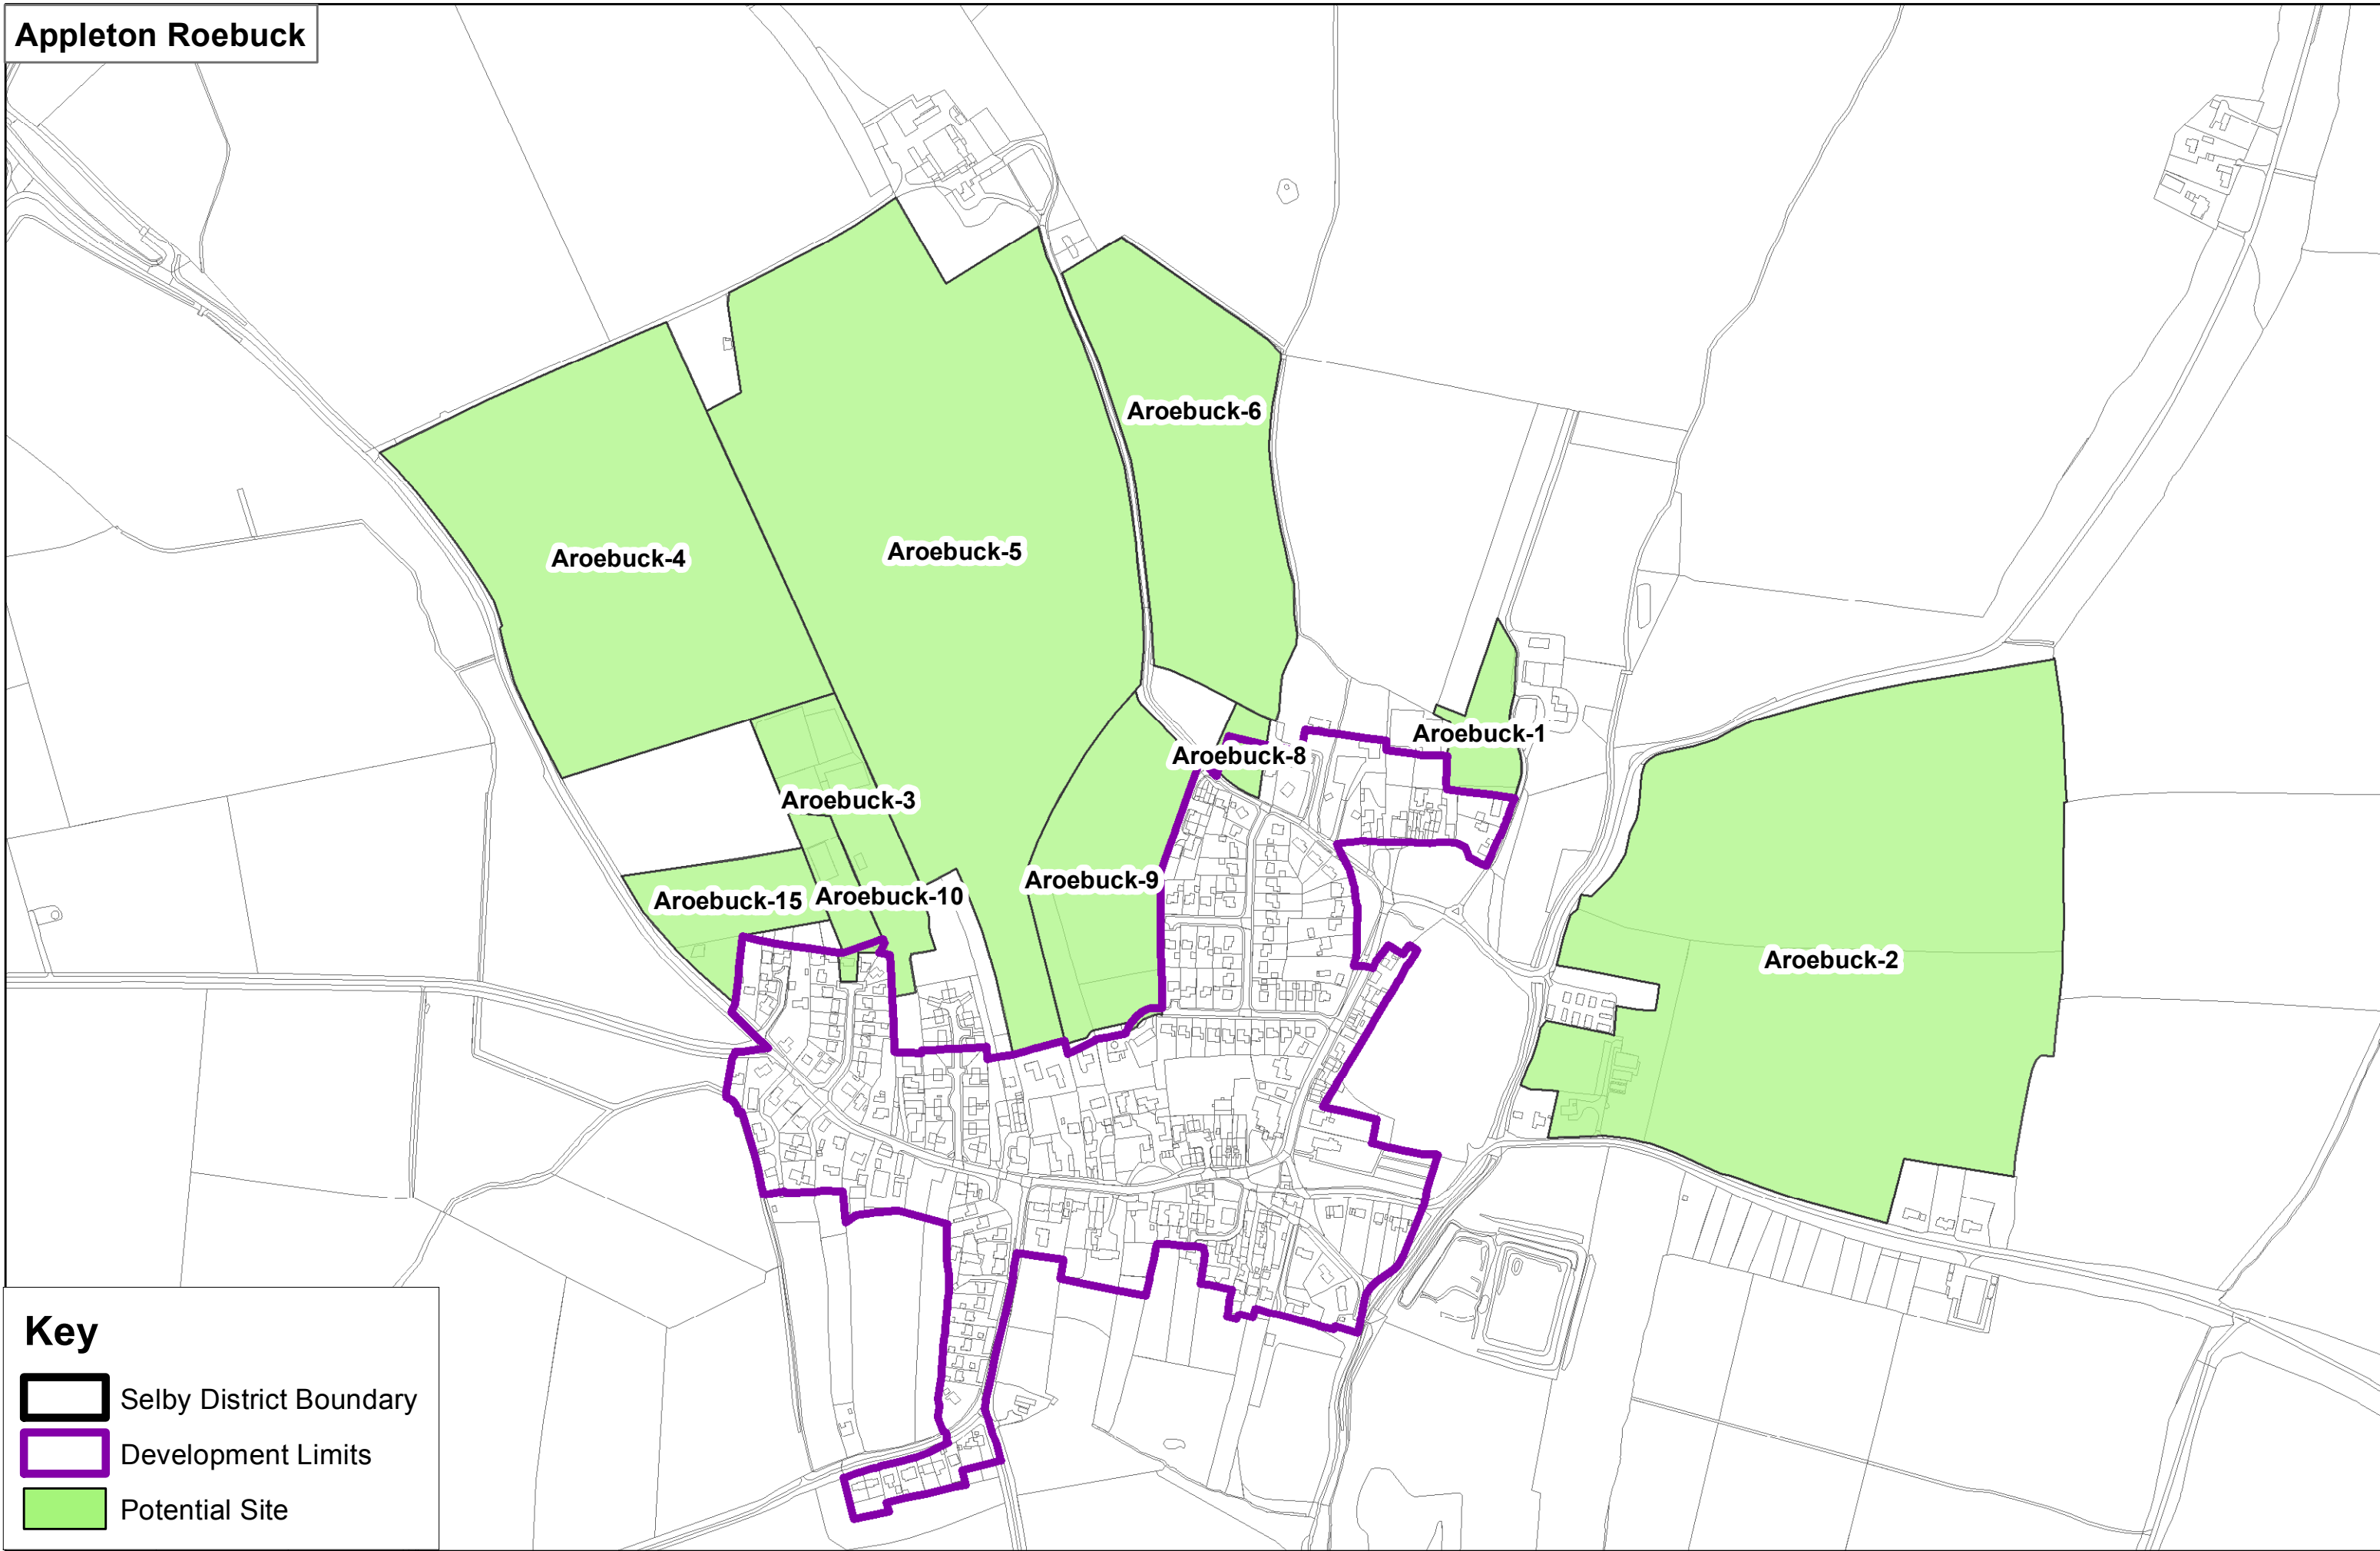 Appleton Roebuck
Aroebuck-6
Aroebuck-4
Aroebuck-5
Aroebuck-1
Aroebuck-8
Aroebuck-3
Aroebuck-9
Aroebuck-15
Aroebuck-10
Aroebuck-2
Key
Selby District Boundary
Development Limits
Potential Site